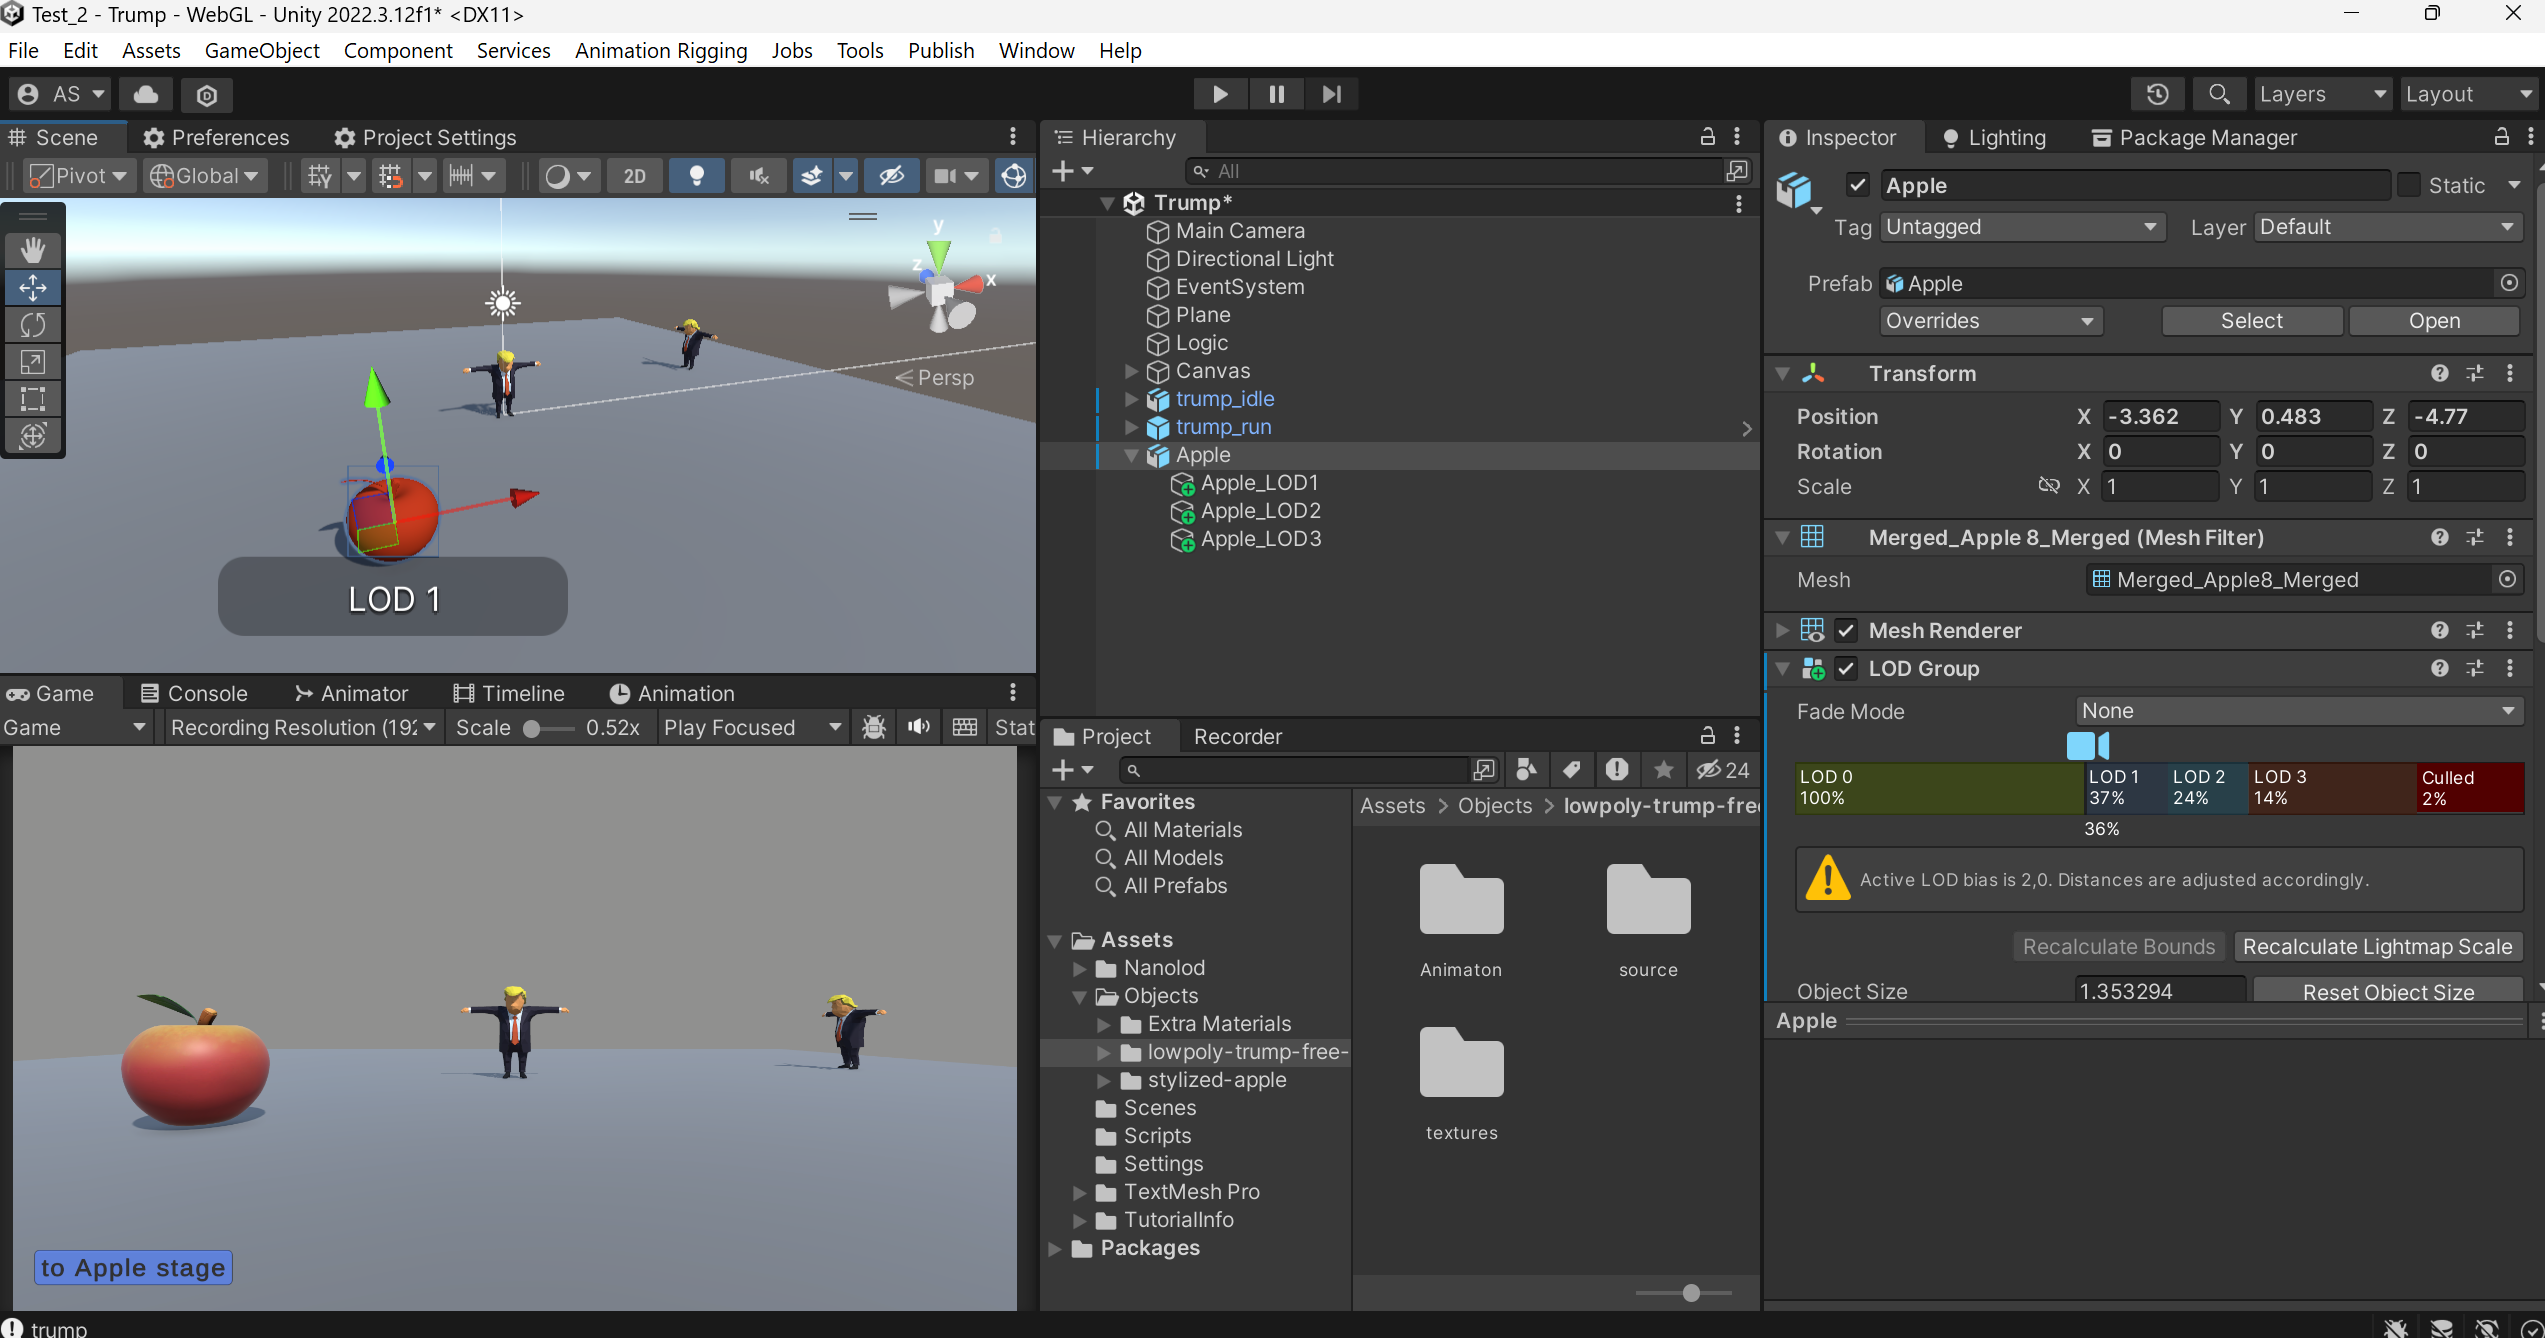 Test_2 - Trump - WebGL - Unity 2022.3.12f1* <DX11>
File Edit Assets GameObject Component Services Animation Rigging Jobs Tools Publish Window Help
AS
Layers
Layout
Scene
Preferences
Project Settings
Pivot
Global
2D
y
z
x
Persp
LOD 1
Game
Console
Animator
Timeline
Animation
Game
Recording Resolution (192
Scale
0.52x
Play Focused
Stat
to Apple stage
trump
Hierarchy
All
Trump*
Main Camera
Directional Light
EventSystem
Plane
Logic
Canvas
trump_idle
trump_run
Apple
Apple_LOD1
Apple_LOD2
Apple_LOD3
Project
Recorder
24
Favorites
All Materials
All Models
All Prefabs
Assets
Nanolod
Objects
Extra Materials
lowpoly-trump-free-
stylized-apple
Scenes
Scripts
Settings
TextMesh Pro
TutorialInfo
Packages
Assets > Objects > lowpoly-trump-free
Animaton
source
textures
Inspector
Lighting
Package Manager
Apple
Static
Tag Untagged
Layer Default
Prefab Apple
Overrides
Select
Open
Transform
Position X -3.362 Y 0.483 Z -4.77
Rotation X 0 Y 0 Z 0
Scale X 1 Y 1 Z 1
Merged_Apple 8_Merged (Mesh Filter)
Mesh Merged_Apple8_Merged
Mesh Renderer
LOD Group
Fade Mode None
LOD 0
100%
LOD 1
37%
LOD 2
24%
LOD 3
14%
Culled
2%
36%
Active LOD bias is 2,0. Distances are adjusted accordingly.
Recalculate Bounds
Recalculate Lightmap Scale
Object Size 1.353294 Reset Object Size
Apple